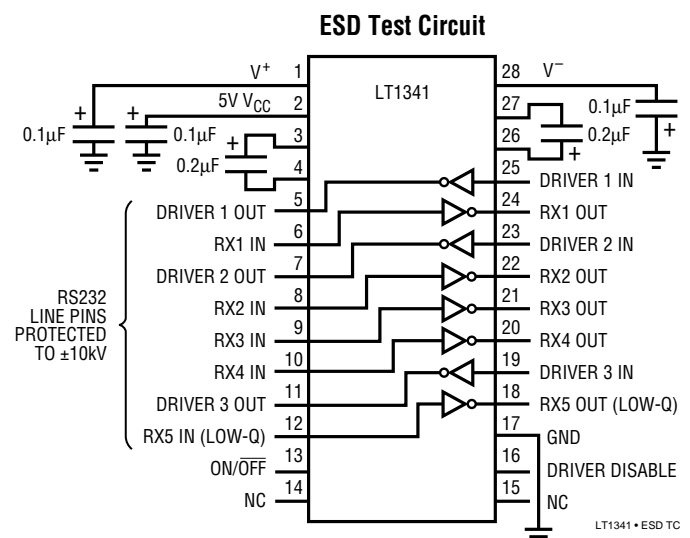 ESD Test Circuit
V+ 1 LT1341 28 V−
5V VCC 2 27
0.1µF + + 0.1µF 3 + 26 + 0.2µF 0.1µF +
0.2µF 4 25 DRIVER 1 IN
DRIVER 1 OUT 5 24 RX1 OUT
RX1 IN 6 23 DRIVER 2 IN
DRIVER 2 OUT 7 22 RX2 OUT
RX2 IN 8 21 RX3 OUT
RX3 IN 9 20 RX4 OUT
RX4 IN 10 19 DRIVER 3 IN
DRIVER 3 OUT 11 18 RX5 OUT (LOW-Q)
RX5 IN (LOW-Q) 12 17 GND
ON/OFF 13 16 DRIVER DISABLE
NC 14 15 NC
RS232
LINE PINS
PROTECTED
TO ±10kV
LT1341 • ESD TC